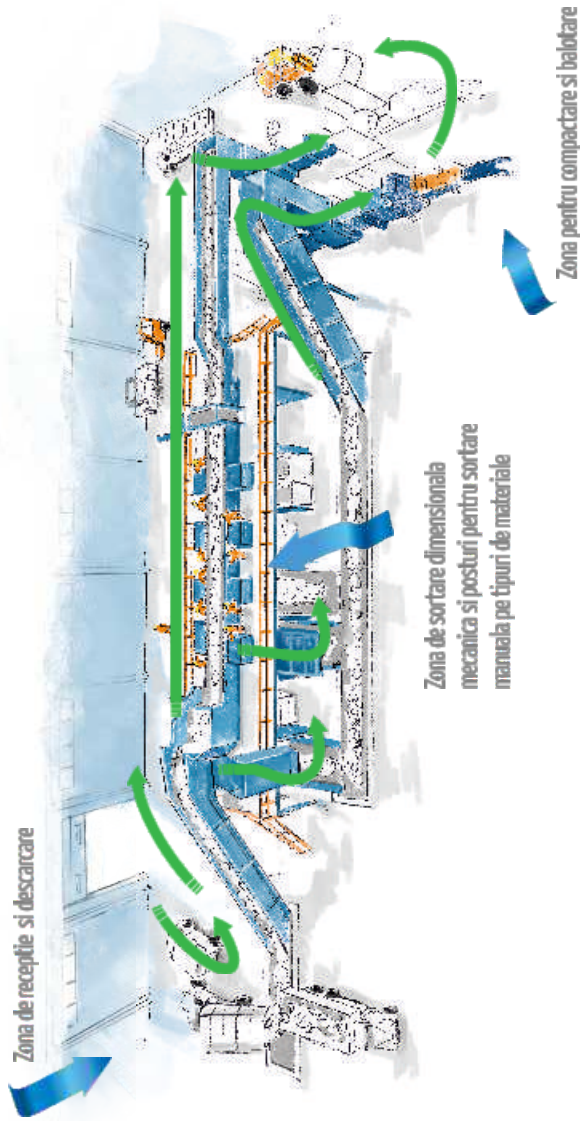 Zona de receptie si descarcare
Zona de sortare dimensionala
mecanica si posturi pentru sortare
manuala pe tipuri de materiale
Zona pentru compactare si balotare